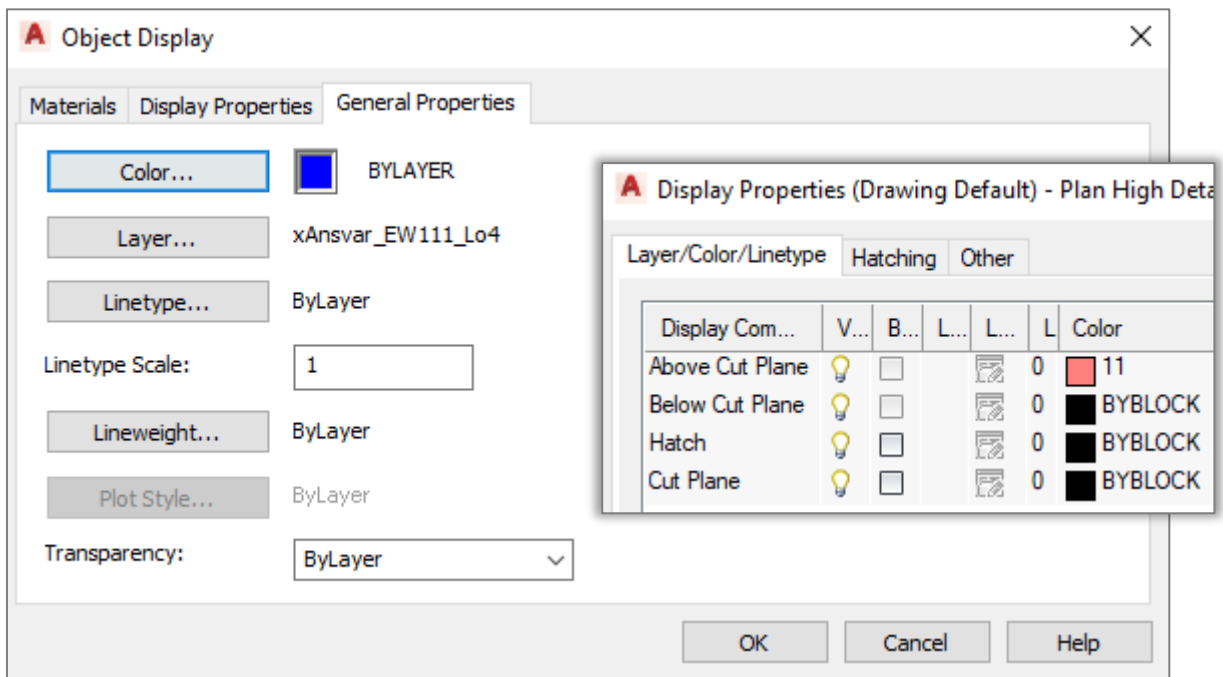 Object Display
Materials Display Properties General Properties
Color... BYLAYER
Layer... xAnsvar_EW111_Lo4
Linetype... ByLayer
Linetype Scale: 1
Lineweight... ByLayer
Plot Style... ByLayer
Transparency: ByLayer
OK Cancel Help
A Display Properties (Drawing Default) - Plan High Deta
Layer/Color/Linetype Hatching Other
Display Com... V... B... L... L... L Color
Above Cut Plane 0 11
Below Cut Plane 0 BYBLOCK
Hatch 0 BYBLOCK
Cut Plane 0 BYBLOCK